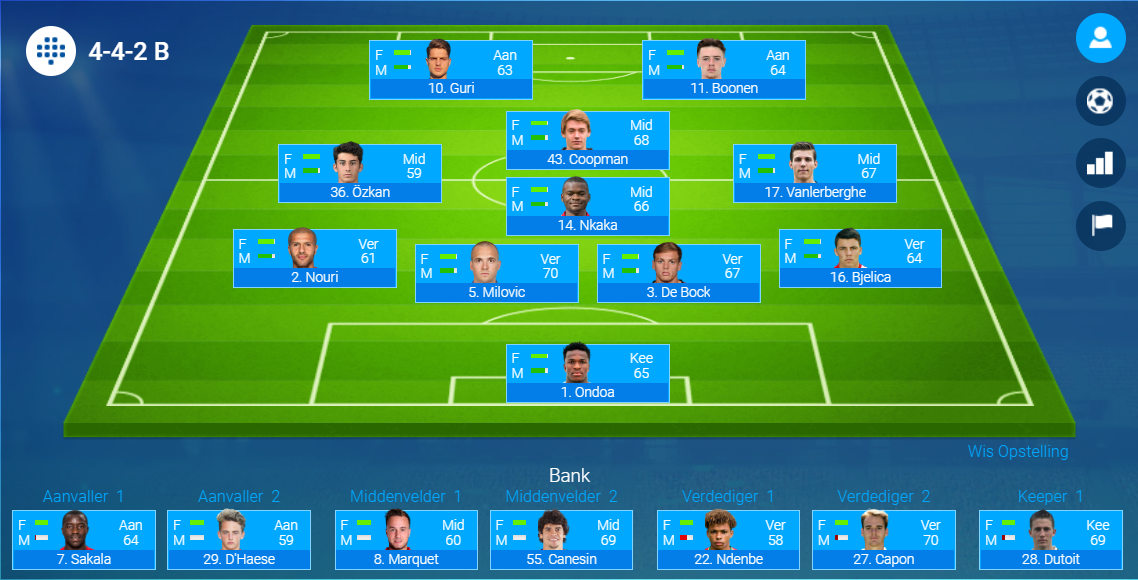 4-4-2 B
F Aan
M 63
10. Guri
F Aan
M 64
11. Boonen
F Mid
M 68
43. Coopman
F Mid
M 59
36. Özkan
F Mid
M 67
17. Vanlerberghe
F Mid
M 66
14. Nkaka
F Ver
M 61
2. Nouri
F Ver
M 70
5. Milovic
F Ver
M 67
3. De Bock
F Ver
M 64
16. Bjelica
F Kee
M 65
1. Ondoa
Wis Opstelling
Bank
Aanvaller 1
F Aan
M 64
7. Sakala
Aanvaller 2
F Aan
M 59
29. D'Haese
Middenvelder 1
F Mid
M 60
8. Marquet
Middenvelder 2
F Mid
M 69
55. Canesin
Verdediger 1
F Ver
M 58
22. Ndenbe
Verdediger 2
F Ver
M 70
27. Capon
Keeper 1
F Kee
M 69
28. Dutoit